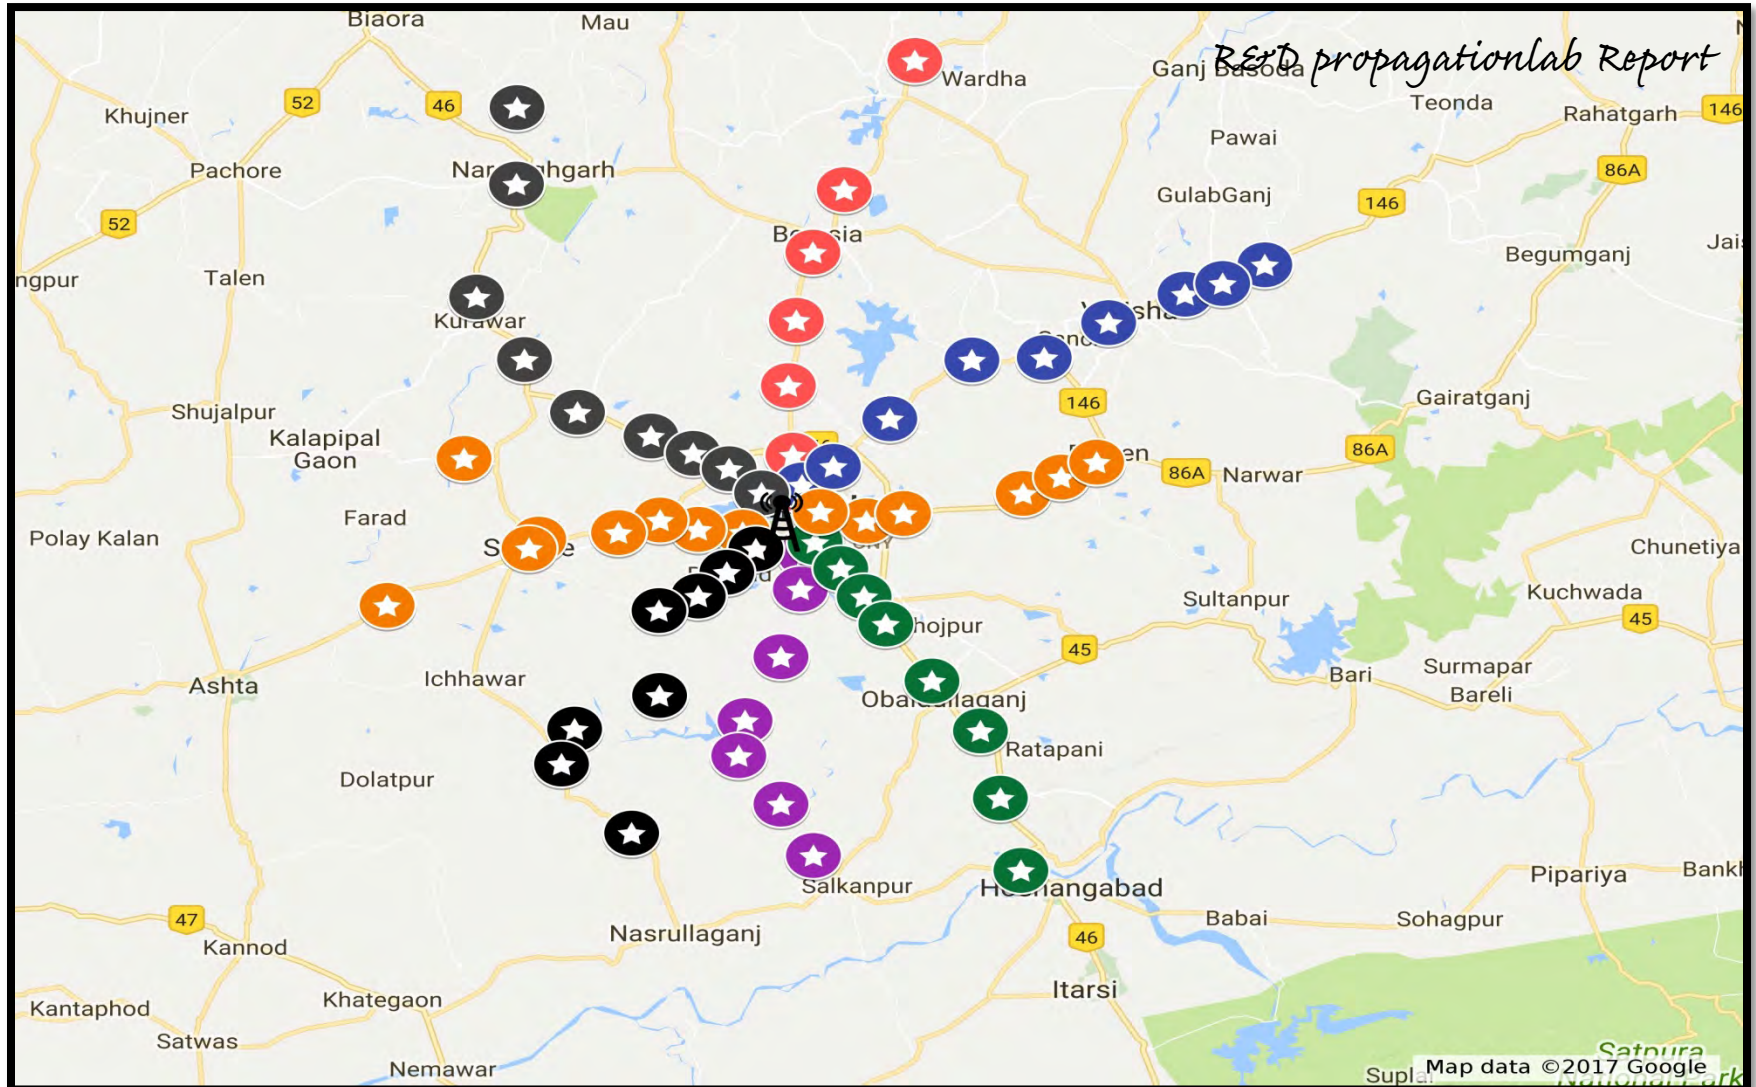 Biaora
Mau
R&D propagationlab Report
Ganj Basoda
Wardha
52
46
Khujner
Teonda
Rahatgarh
146
Pawai
Pachore
86A
GulabGanj
146
52
Begumganj
Talen
Kurawar
146
Gairatganj
Shujalpur
Kalapipal
Gaon
86A
86A
Narwar
Farad
Polay Kalan
Chunetiya
Sultanpur
Kuchwada
45
45
Ichhawar
Ashta
Surmapar
Bari
Bareli
Ratapani
Dolatpur
Salkanpur
Pipariya
47
Babai
Sohagpur
Nasrullaganj
46
Kannod
Itarsi
Khategaon
Kantaphod
Satwas
Satpura
Nemawar
Map data ©2017 Google